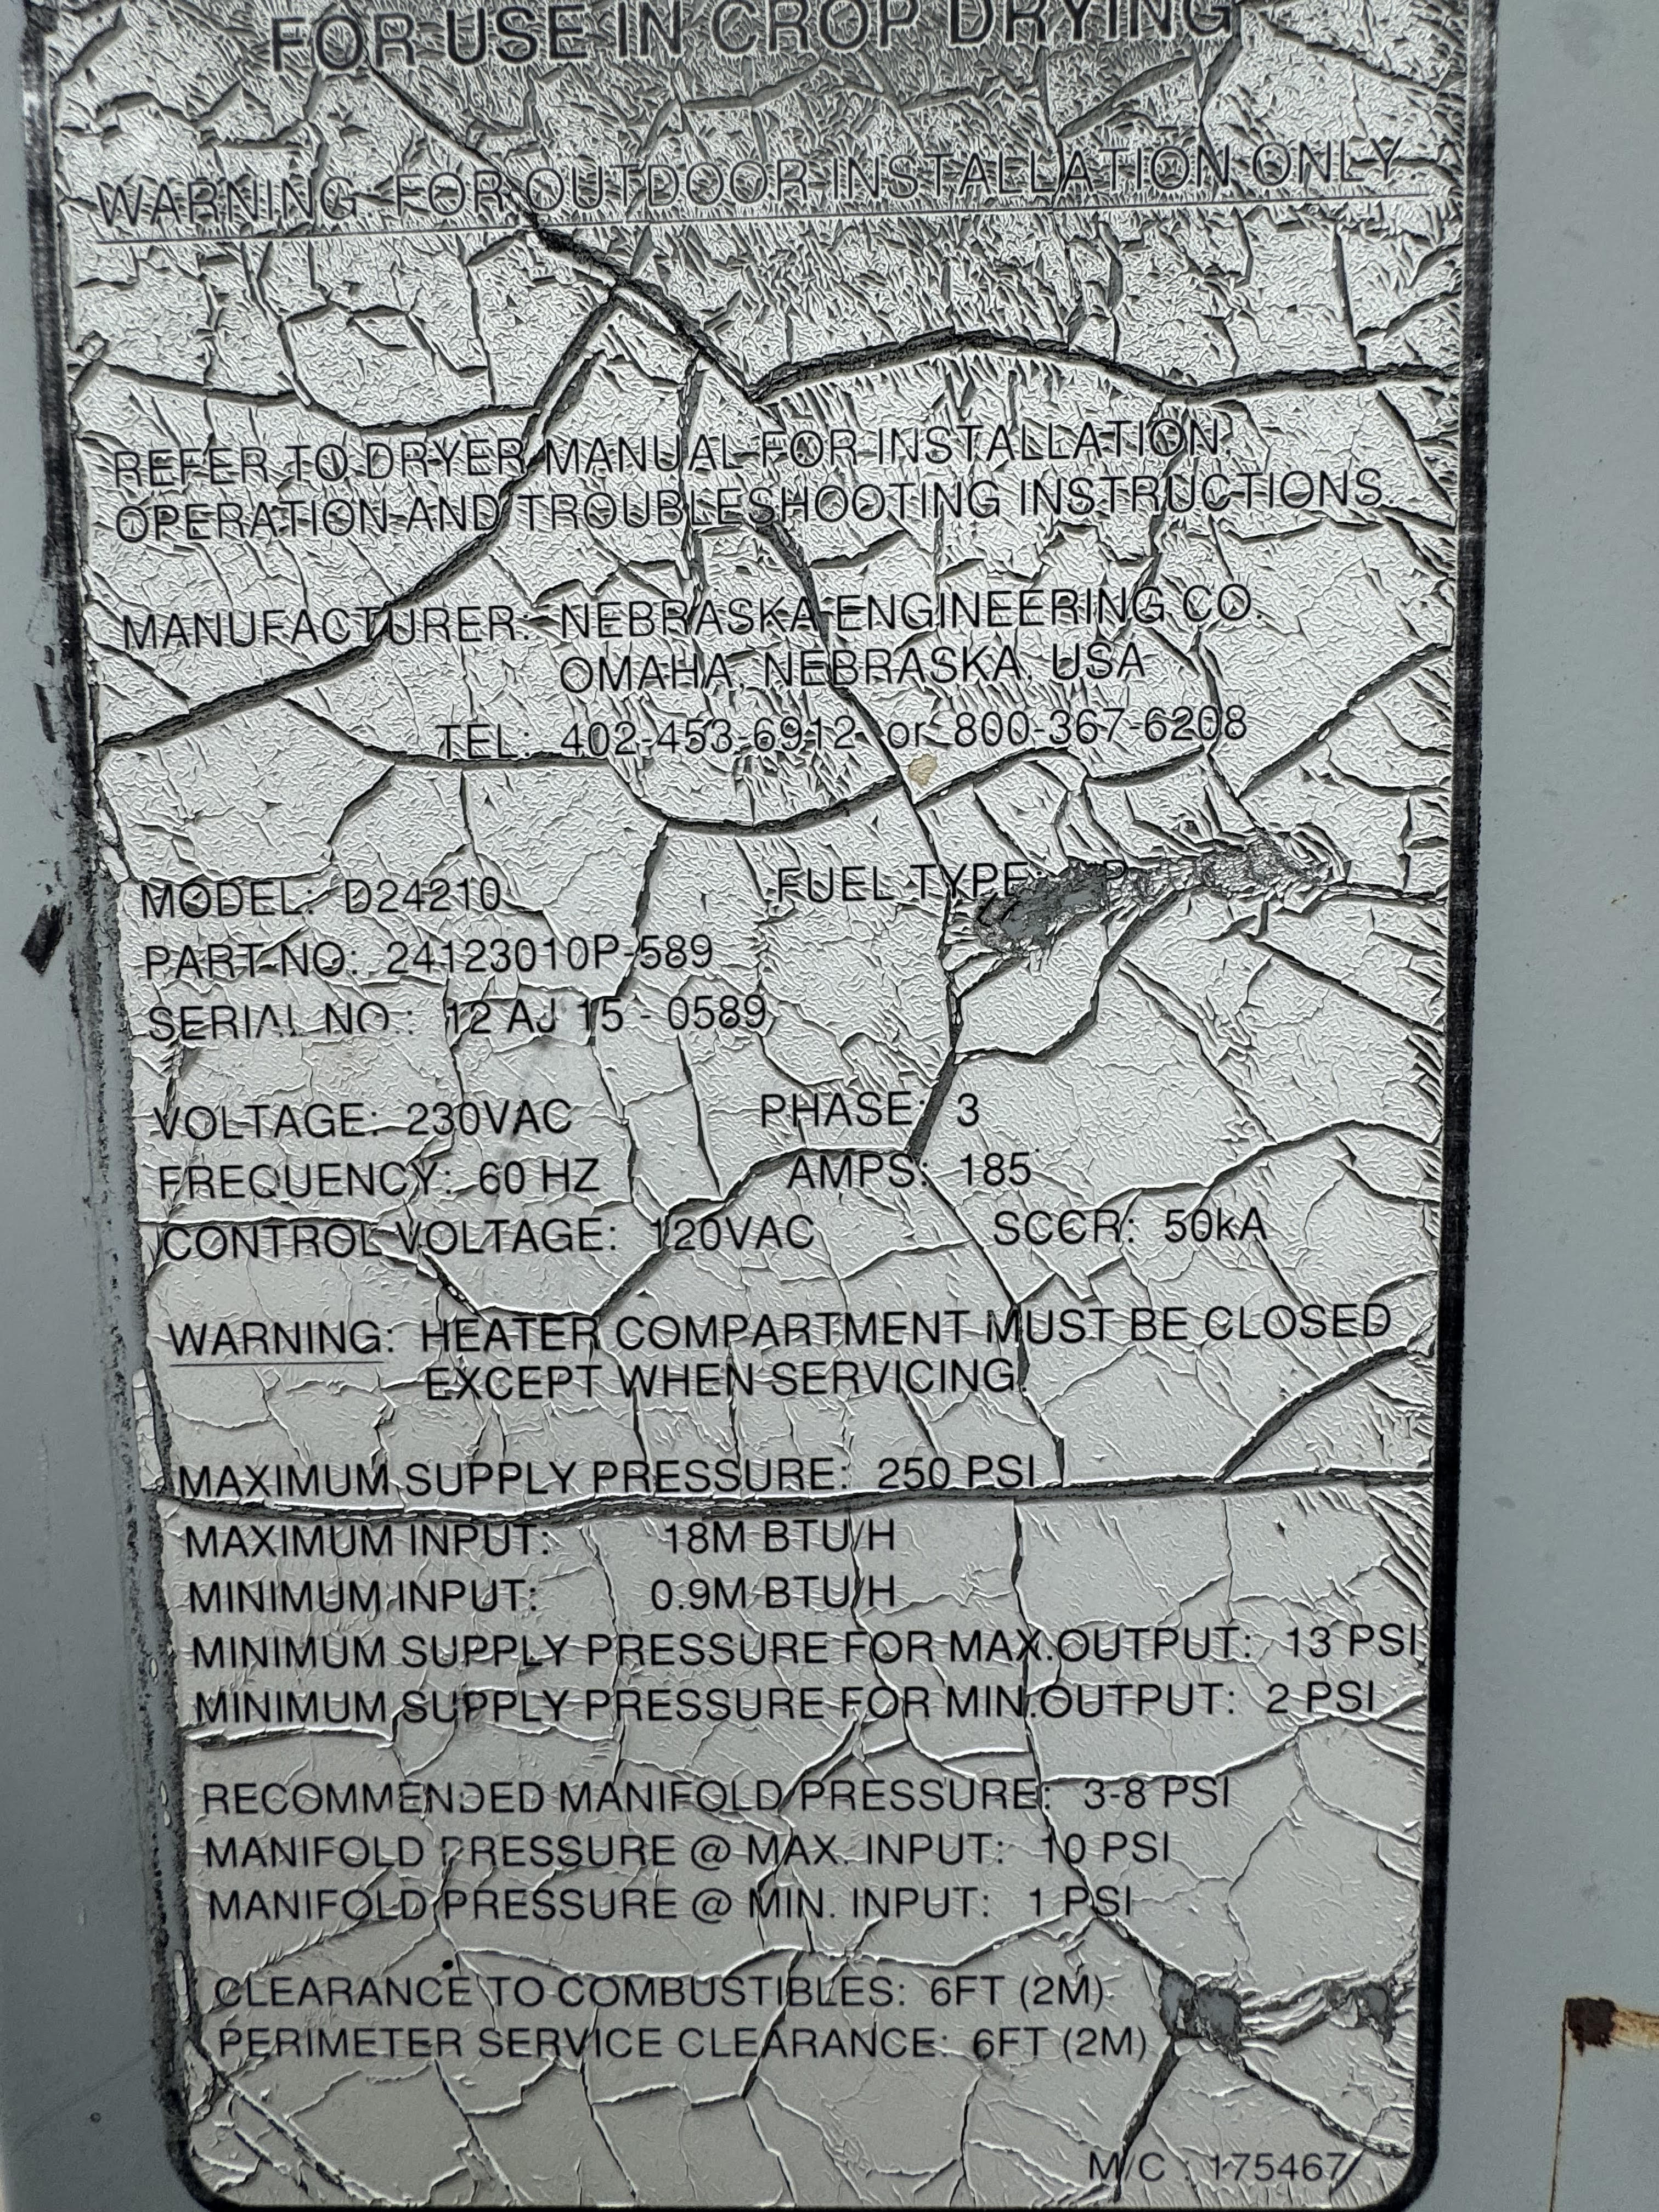 FOR USE IN CROP DRYING
WARNING: FOR OUTDOOR INSTALLATION ONLY
REFER TO DRYER MANUAL FOR INSTALLATION,
OPERATION AND TROUBLESHOOTING INSTRUCTIONS.
MANUFACTURER: NEBRASKA ENGINEERING CO.
OMAHA, NEBRASKA, USA
TEL: 402-453-6912 or 800-367-6208
MODEL: D24210 FUEL TYPE:
PART NO: 24123010P-589
SERIAL NO.: 12 AJ 15 - 0589
VOLTAGE: 230VAC PHASE: 3
FREQUENCY: 60 HZ AMPS: 185
CONTROL VOLTAGE: 120VAC SCCR: 50kA
WARNING: HEATER COMPARTMENT MUST BE CLOSED
EXCEPT WHEN SERVICING.
MAXIMUM SUPPLY PRESSURE: 250 PSI
MAXIMUM INPUT: 18M BTU/H
MINIMUM INPUT: 0.9M BTU/H
MINIMUM SUPPLY PRESSURE FOR MAX.OUTPUT: 13 PSI
MINIMUM SUPPLY PRESSURE FOR MIN.OUTPUT: 2 PSI
RECOMMENDED MANIFOLD PRESSURE: 3-8 PSI
MANIFOLD PRESSURE @ MAX. INPUT: 10 PSI
MANIFOLD PRESSURE @ MIN. INPUT: 1 PSI
CLEARANCE TO COMBUSTIBLES: 6FT (2M)
PERIMETER SERVICE CLEARANCE: 6FT (2M)
M/C : 175467